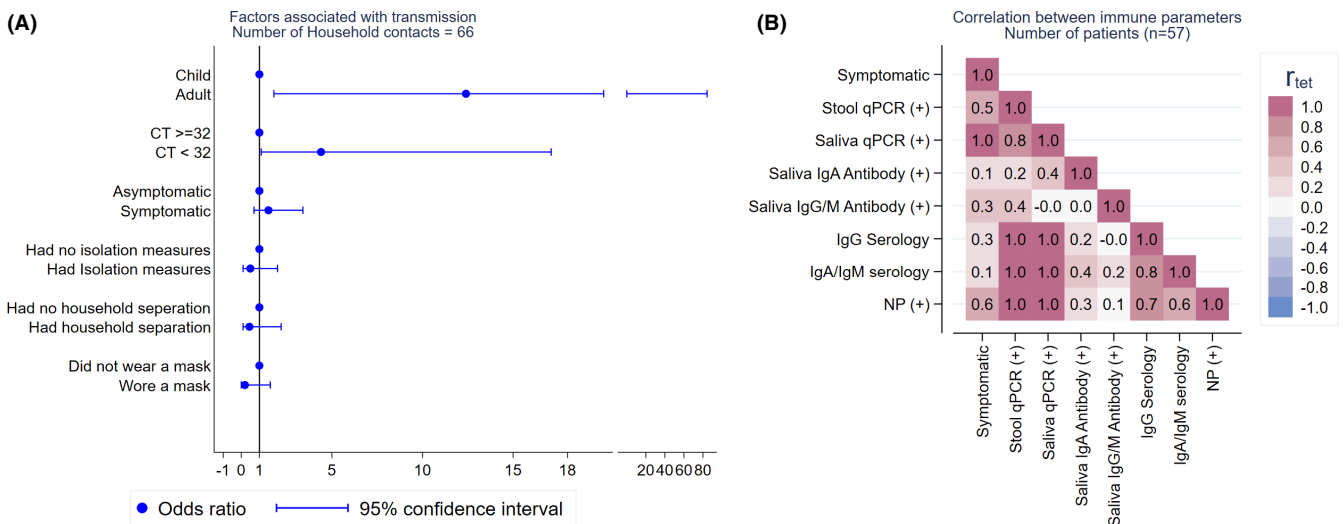 (A)
Factors associated with transmission
Number of Household contacts = 66
Child
Adult
CT >=32
CT < 32
Asymptomatic
Symptomatic
Had no isolation measures
Had Isolation measures
Had no household seperation
Had household separation
Did not wear a mask
Wore a mask
-1 0 1 5 10 15 18 20 40 60 80
Odds ratio 95% confidence interval
(B)
Correlation between immune parameters
Number of patients (n=57)
Symptomatic 1.0
Stool qPCR (+) 0.5 1.0
Saliva qPCR (+) 1.0 0.8 1.0
Saliva IgA Antibody (+) 0.1 0.2 0.4 1.0
Saliva IgG/M Antibody (+) 0.3 0.4 -0.0 0.0 1.0
IgG Serology 0.3 1.0 1.0 0.2 -0.0 1.0
IgA/IgM serology 0.1 1.0 1.0 0.4 0.2 0.8 1.0
NP (+) 0.6 1.0 1.0 0.3 0.1 0.7 0.6 1.0
Symptomatic
Stool qPCR (+)
Saliva qPCR (+)
Saliva IgA Antibody (+)
Saliva IgG/M Antibody (+)
IgG Serology
IgA/IgM serology
NP (+)
rtet
1.0
0.8
0.6
0.4
0.2
0.0
-0.2
-0.4
-0.6
-0.8
-1.0